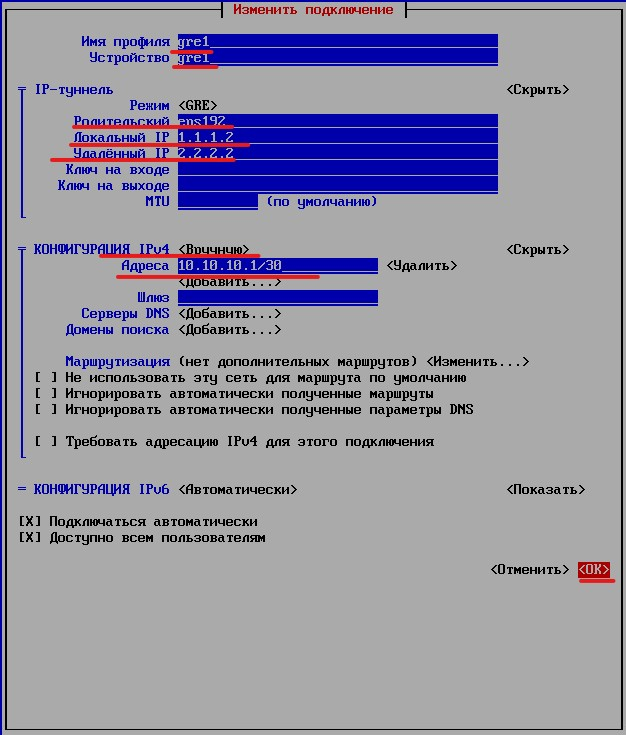 Изменить подключение
Имя профиля gre1
Устройство gre1
IP-туннель <Скрыть>
Режим <GRE>
Родительский ens192
Локальный IP 1.1.1.2
Удалённый IP 2.2.2.2
Ключ на входе
Ключ на выходе
MTU (по умолчанию)
КОНФИГУРАЦИЯ IPv4 <Вручную> <Скрыть>
Адреса 10.10.10.1/30 <Удалить>
<Добавить...>
Шлюз
Серверы DNS <Добавить...>
Домены поиска <Добавить...>
Маршрутизация (нет дополнительных маршрутов) <Изменить...>
[ ] Не использовать эту сеть для маршрута по умолчанию
[ ] Игнорировать автоматически полученные маршруты
[ ] Игнорировать автоматически полученные параметры DNS
[ ] Требовать адресацию IPv4 для этого подключения
= КОНФИГУРАЦИЯ IPv6 <Автоматически> <Показать>
[X] Подключаться автоматически
[X] Доступно всем пользователям
<Отменить> <OK>